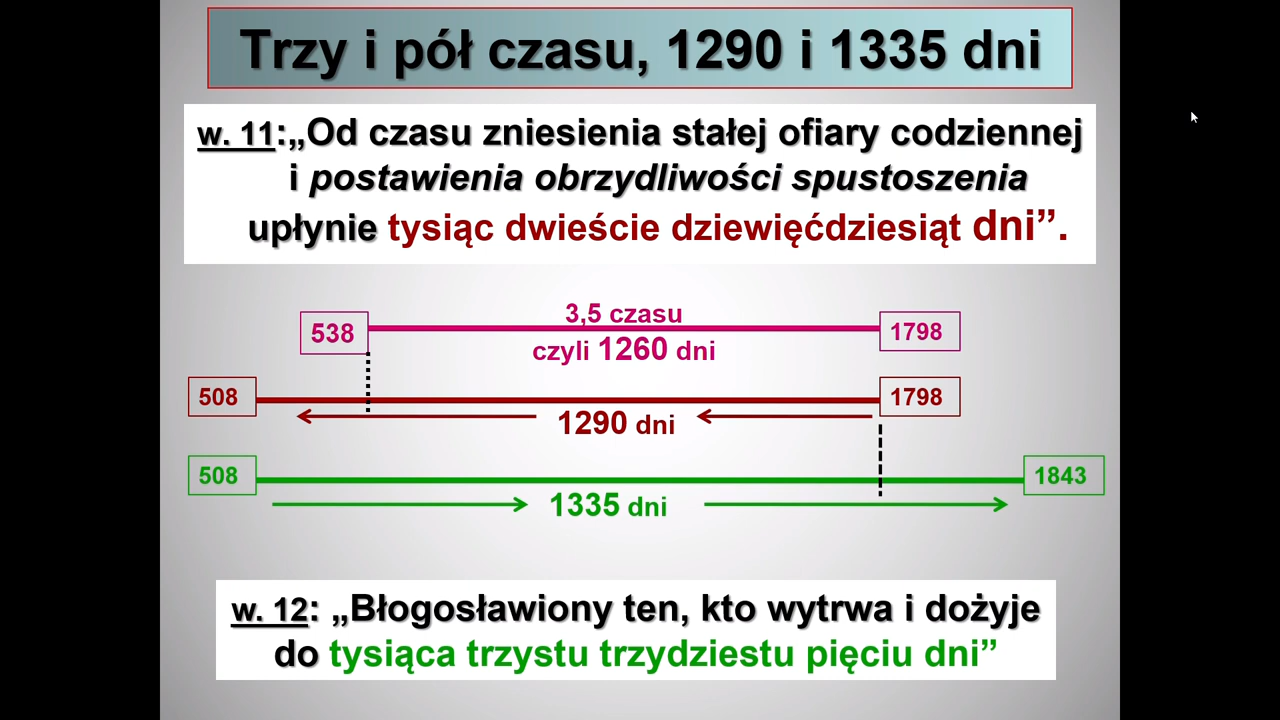 Trzy i pół czasu, 1290 i 1335 dni
w. 11:„Od czasu zniesienia stałej ofiary codziennej
i postawienia obrzydliwości spustoszenia
upłynie tysiąc dwieście dziewięćdziesiąt dni”.
3,5 czasu
538
1798
czyli 1260 dni
508
1798
1290 dni
508
1843
1335 dni
w. 12: „Błogosławiony ten, kto wytrwa i dożyje
do tysiąca trzystu trzydziestu pięciu dni”